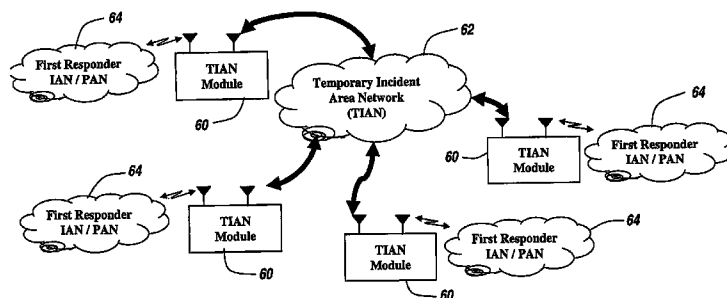 64
62
First Responder
IAN / PAN
TIAN
Module
60
Temporary Incident
Area Network
(TIAN)
64
60
TIAN
Module
First Responder
IAN / PAN
64
First Responder
IAN / PAN
TIAN
Module
60
64
TIAN
Module
60
First Responder
IAN / PAN